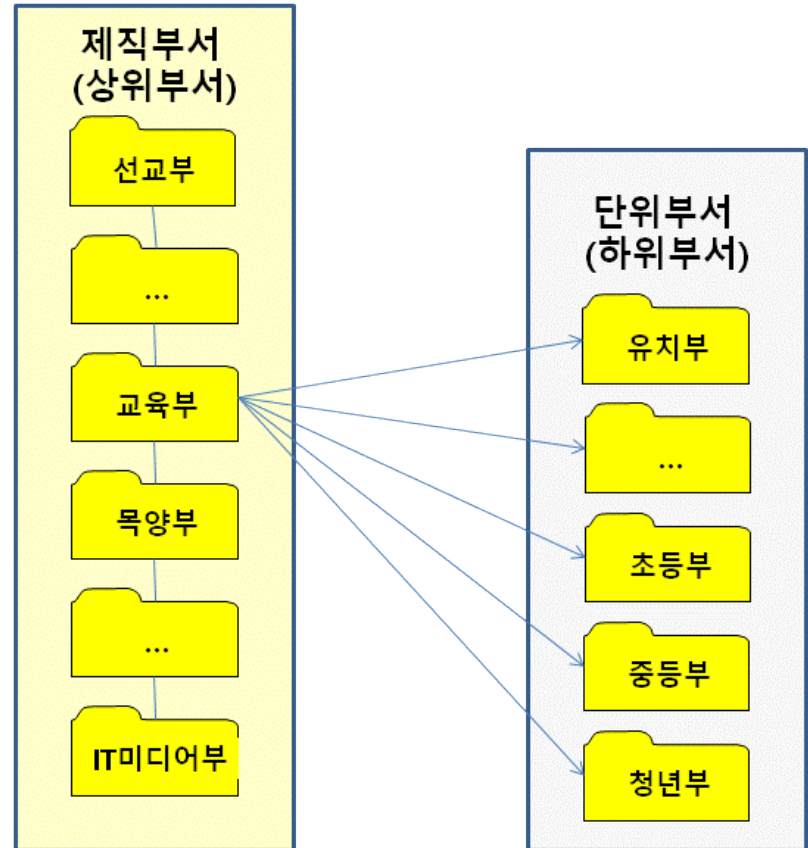 제직부서
(상위부서)
선교부
...
교육부
목양부
...
IT미디어부
단위부서
(하위부서)
유치부
...
초등부
중등부
청년부